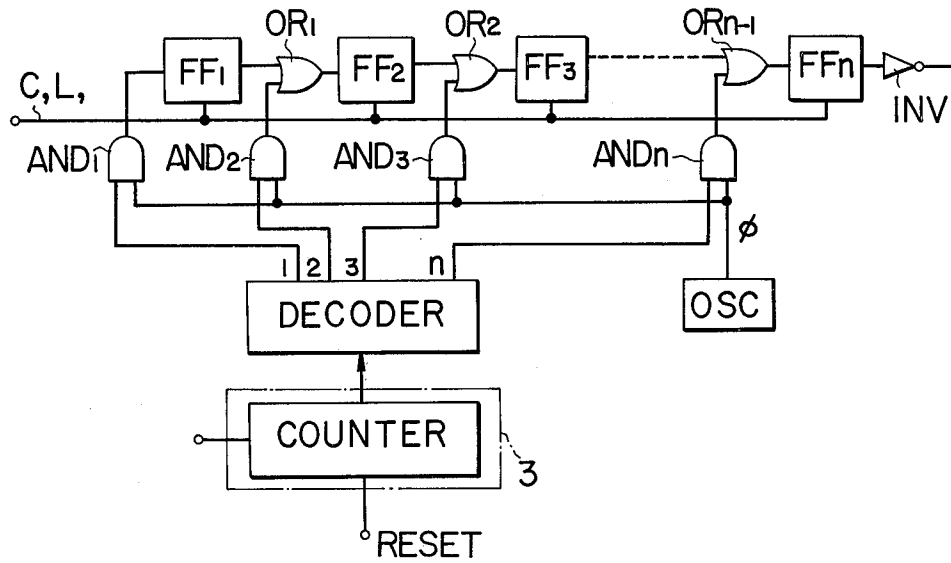 OR1 OR2 ORn-1
FF1 FF2 FF3 FFn
C,L,
INV
AND1 AND2 AND3 ANDn
φ
1 2 3 n
DECODER
OSC
COUNTER
3
RESET